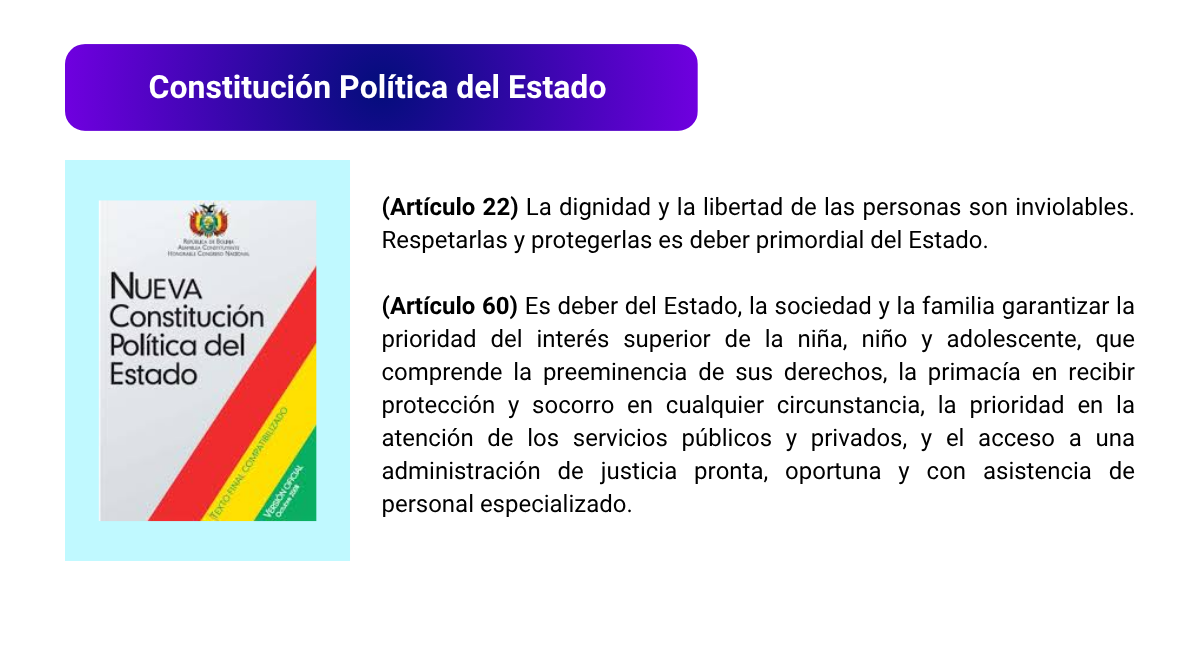 Constitución Política del Estado
REPÚBLICA DE BOLIVIA
ASAMBLEA CONSTITUYENTE
HONORABLE CONGRESO NACIONAL
NUEVA
Constitución
Política del
Estado
TEXTO FINAL COMPATIBILIZADO
VERSIÓN OFICIAL
Octubre 2008
(Artículo 22) La dignidad y la libertad de las personas son inviolables.
Respetarlas y protegerlas es deber primordial del Estado.
(Artículo 60) Es deber del Estado, la sociedad y la familia garantizar la
prioridad del interés superior de la niña, niño y adolescente, que
comprende la preeminencia de sus derechos, la primacía en recibir
protección y socorro en cualquier circunstancia, la prioridad en la
atención de los servicios públicos y privados, y el acceso a una
administración de justicia pronta, oportuna y con asistencia de
personal especializado.